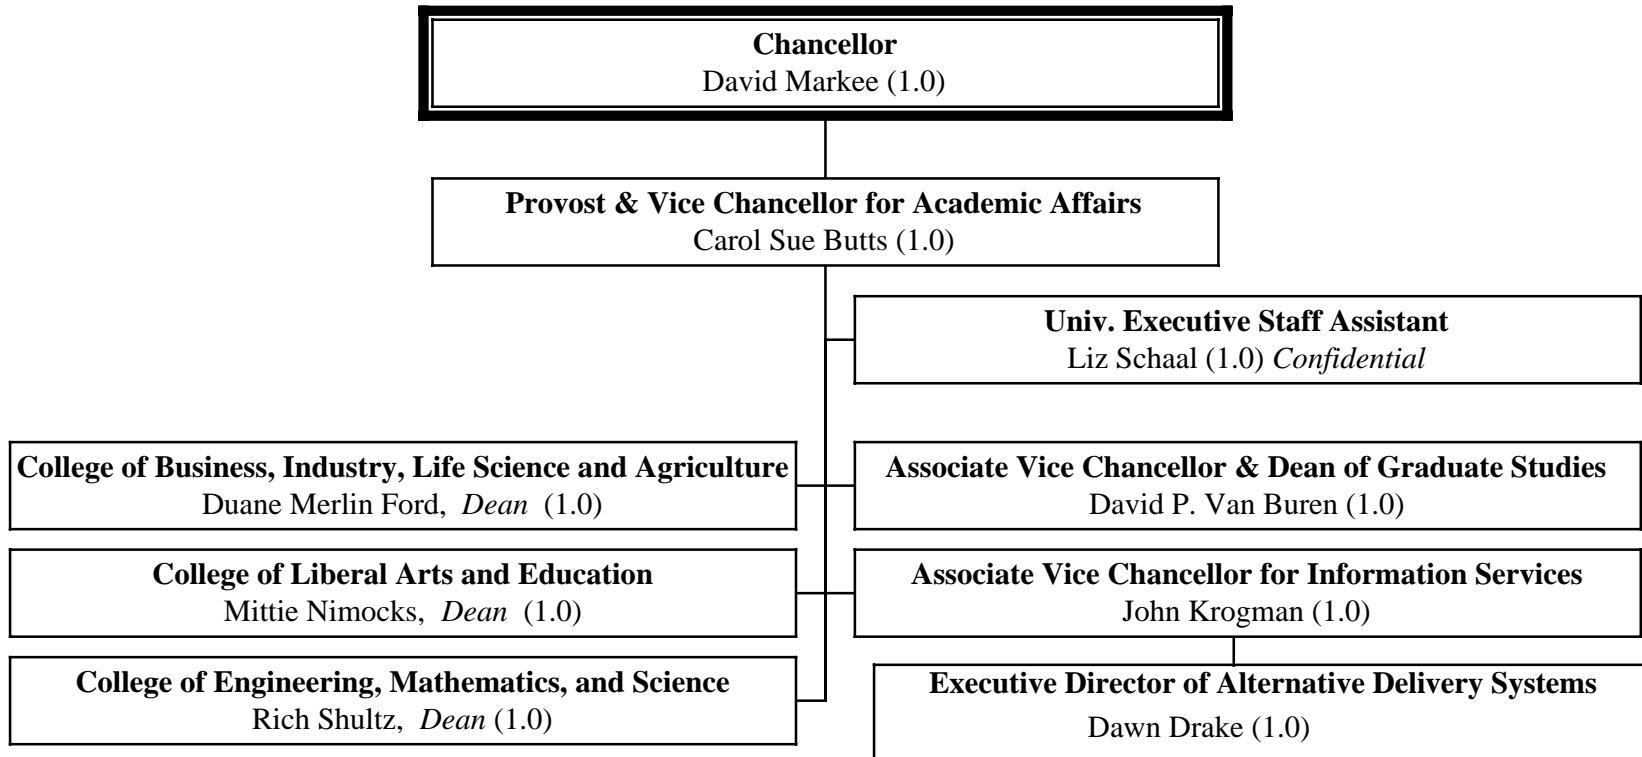 Chancellor
David Markee (1.0)
Provost & Vice Chancellor for Academic Affairs
Carol Sue Butts (1.0)
Univ. Executive Staff Assistant
Liz Schaal (1.0) Confidential
College of Business, Industry, Life Science and Agriculture
Duane Merlin Ford, Dean (1.0)
Associate Vice Chancellor & Dean of Graduate Studies
David P. Van Buren (1.0)
College of Liberal Arts and Education
Mittie Nimocks, Dean (1.0)
Associate Vice Chancellor for Information Services
John Krogman (1.0)
College of Engineering, Mathematics, and Science
Rich Shultz, Dean (1.0)
Executive Director of Alternative Delivery Systems
Dawn Drake (1.0)